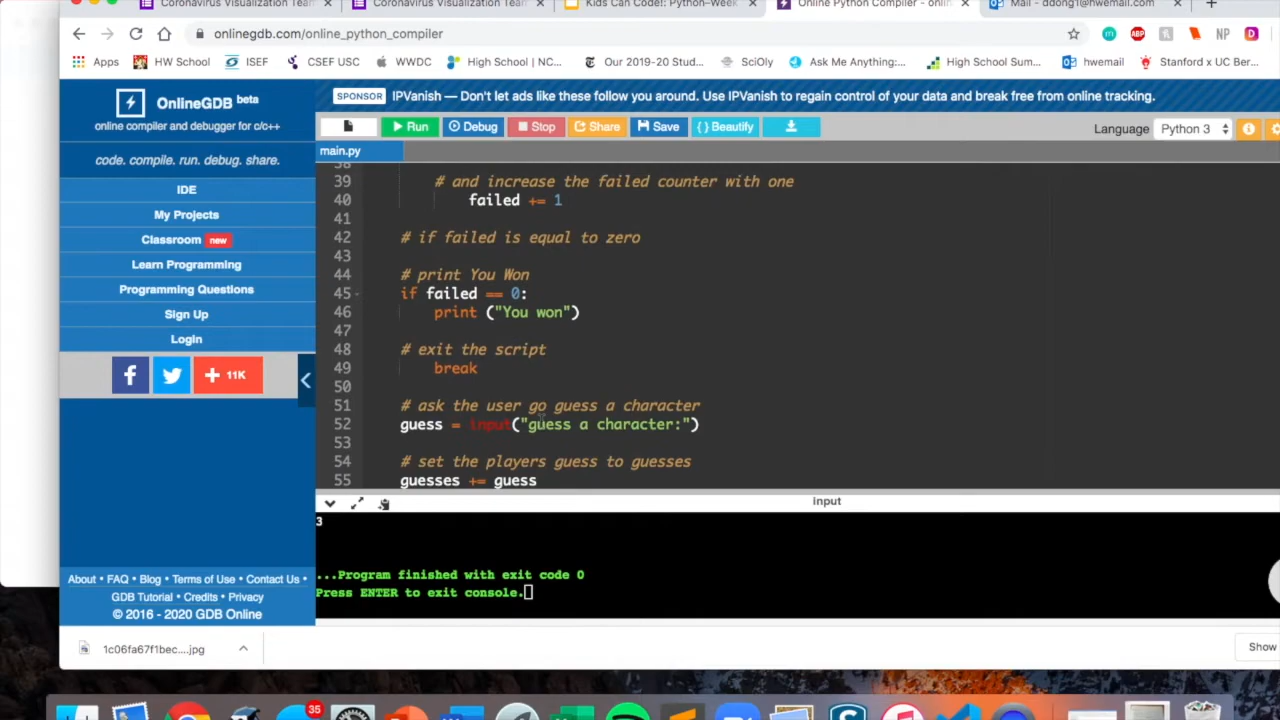 Coronavirus Visualization Team
Coronavirus Visualization Team
Kids Can Code!: Python–Week
Online Python Compiler - online
Mail - ddong1@hwemail.com
onlinegdb.com/online_python_compiler
ABP
NP
D
Apps
HW School
ISEF
CSEF USC
WWDC
High School | NC...
Our 2019-20 Stud...
SciOly
Ask Me Anything:...
High School Sum...
hwemail
Stanford x UC Ber...
OnlineGDB beta
online compiler and debugger for c/c++
code. compile. run. debug. share.
IDE
My Projects
Classroom new
Learn Programming
Programming Questions
Sign Up
Login
11K
About • FAQ • Blog • Terms of Use • Contact Us •
GDB Tutorial • Credits • Privacy
© 2016 - 2020 GDB Online
SPONSOR IPVanish — Don't let ads like these follow you around. Use IPVanish to regain control of your data and break free from online tracking.
Run
Debug
Stop
Share
Save
{ } Beautify
Language Python 3
main.py
38
39 # and increase the failed counter with one
40 failed += 1
41
42 # if failed is equal to zero
43
44 # print You Won
45 if failed == 0:
46 print ("You won")
47
48 # exit the script
49 break
50
51 # ask the user go guess a character
52 guess = input("guess a character:")
53
54 # set the players guess to guesses
55 guesses += guess
input
3
...Program finished with exit code 0
Press ENTER to exit console.
1c06fa67f1bec....jpg
Show
35